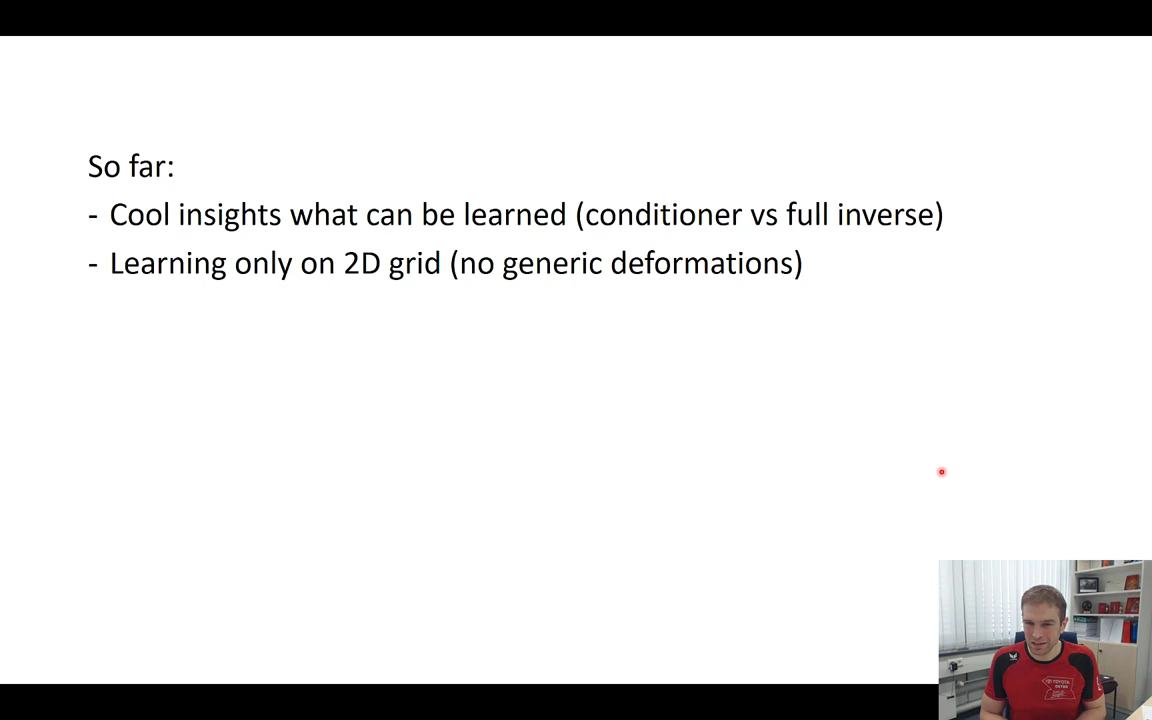 So far:
- Cool insights what can be learned (conditioner vs full inverse)
- Learning only on 2D grid (no generic deformations)
TOYOTA